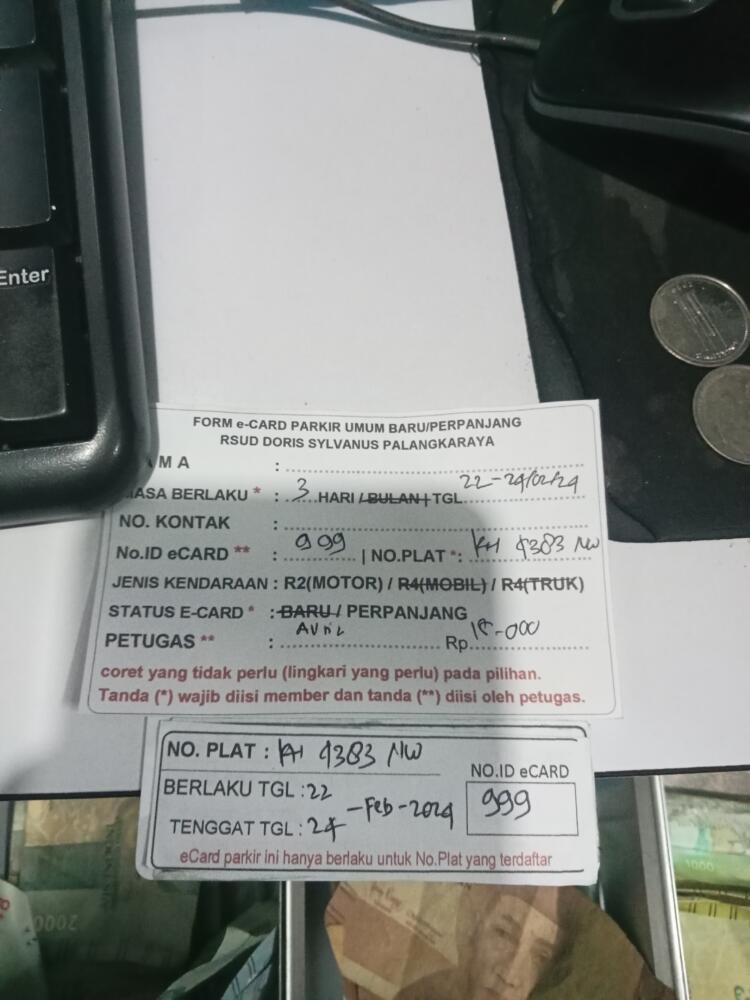 Enter
FORM e-CARD PARKIR UMUM BARU/PERPANJANG
RSUD DORIS SYLVANUS PALANGKARAYA
MA :
MASA BERLAKU * : 3 HARI / BULAN | TGL 22-24/02/24
NO. KONTAK :
No.ID eCARD ** : 999 | NO.PLAT *: KH 4383 NW
JENIS KENDARAAN : R2(MOTOR) / R4(MOBIL) / R4(TRUK)
STATUS E-CARD * : BARU / PERPANJANG
PETUGAS ** : AVRIL Rp 15-000
coret yang tidak perlu (lingkari yang perlu) pada pilihan.
Tanda (*) wajib diisi member dan tanda (**) diisi oleh petugas.
NO. PLAT : KH 4383 NW
BERLAKU TGL : 22
TENGGAT TGL : 24 -Feb-2024
NO.ID eCARD
999
eCard parkir ini hanya berlaku untuk No.Plat yang terdaftar
2000
1000